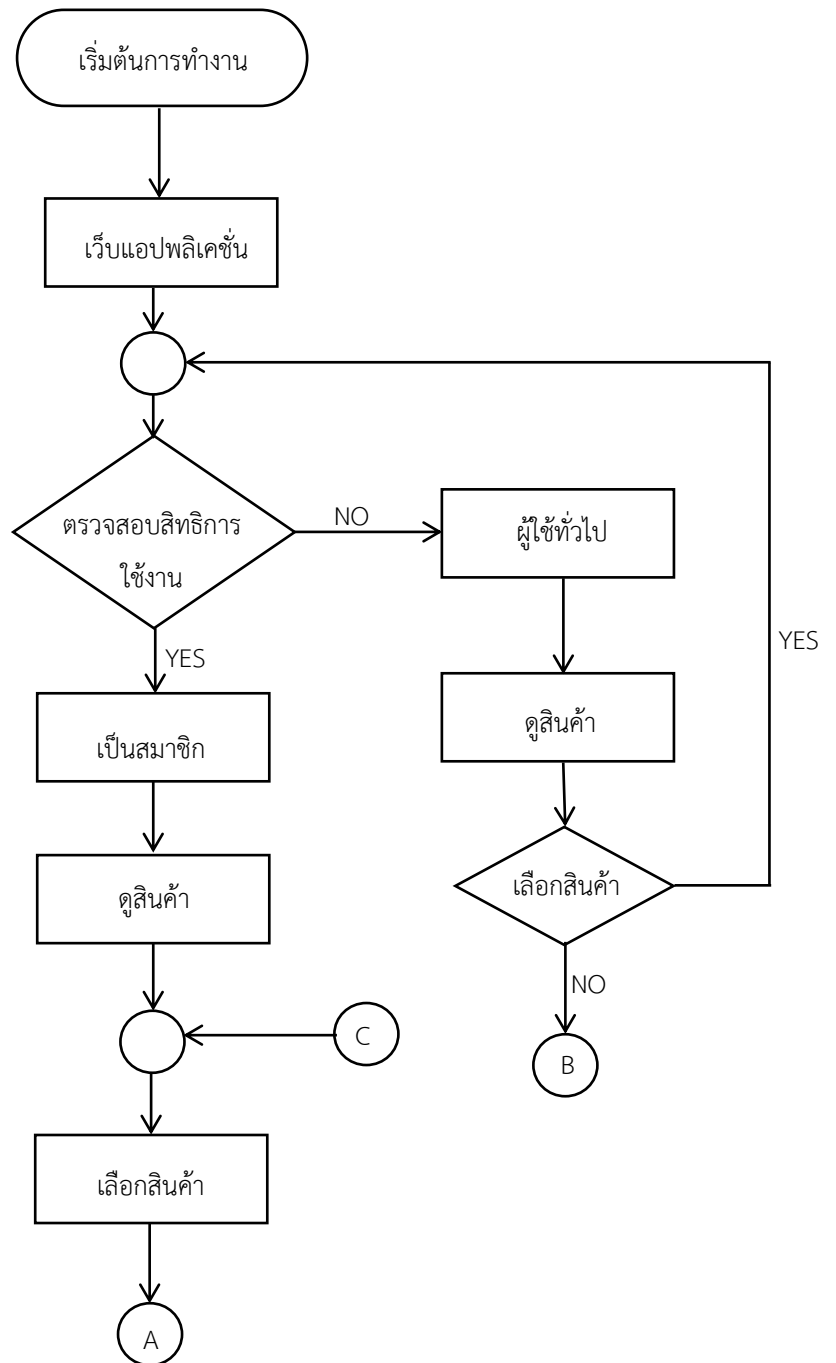 เริ่มต้นการทำงาน
เว็บแอปพลิเคชั่น
ตรวจสอบสิทธิการ
ใช้งาน
NO
ผู้ใช้ทั่วไป
YES
YES
เป็นสมาชิก
ดูสินค้า
ดูสินค้า
เลือกสินค้า
NO
C
B
เลือกสินค้า
A